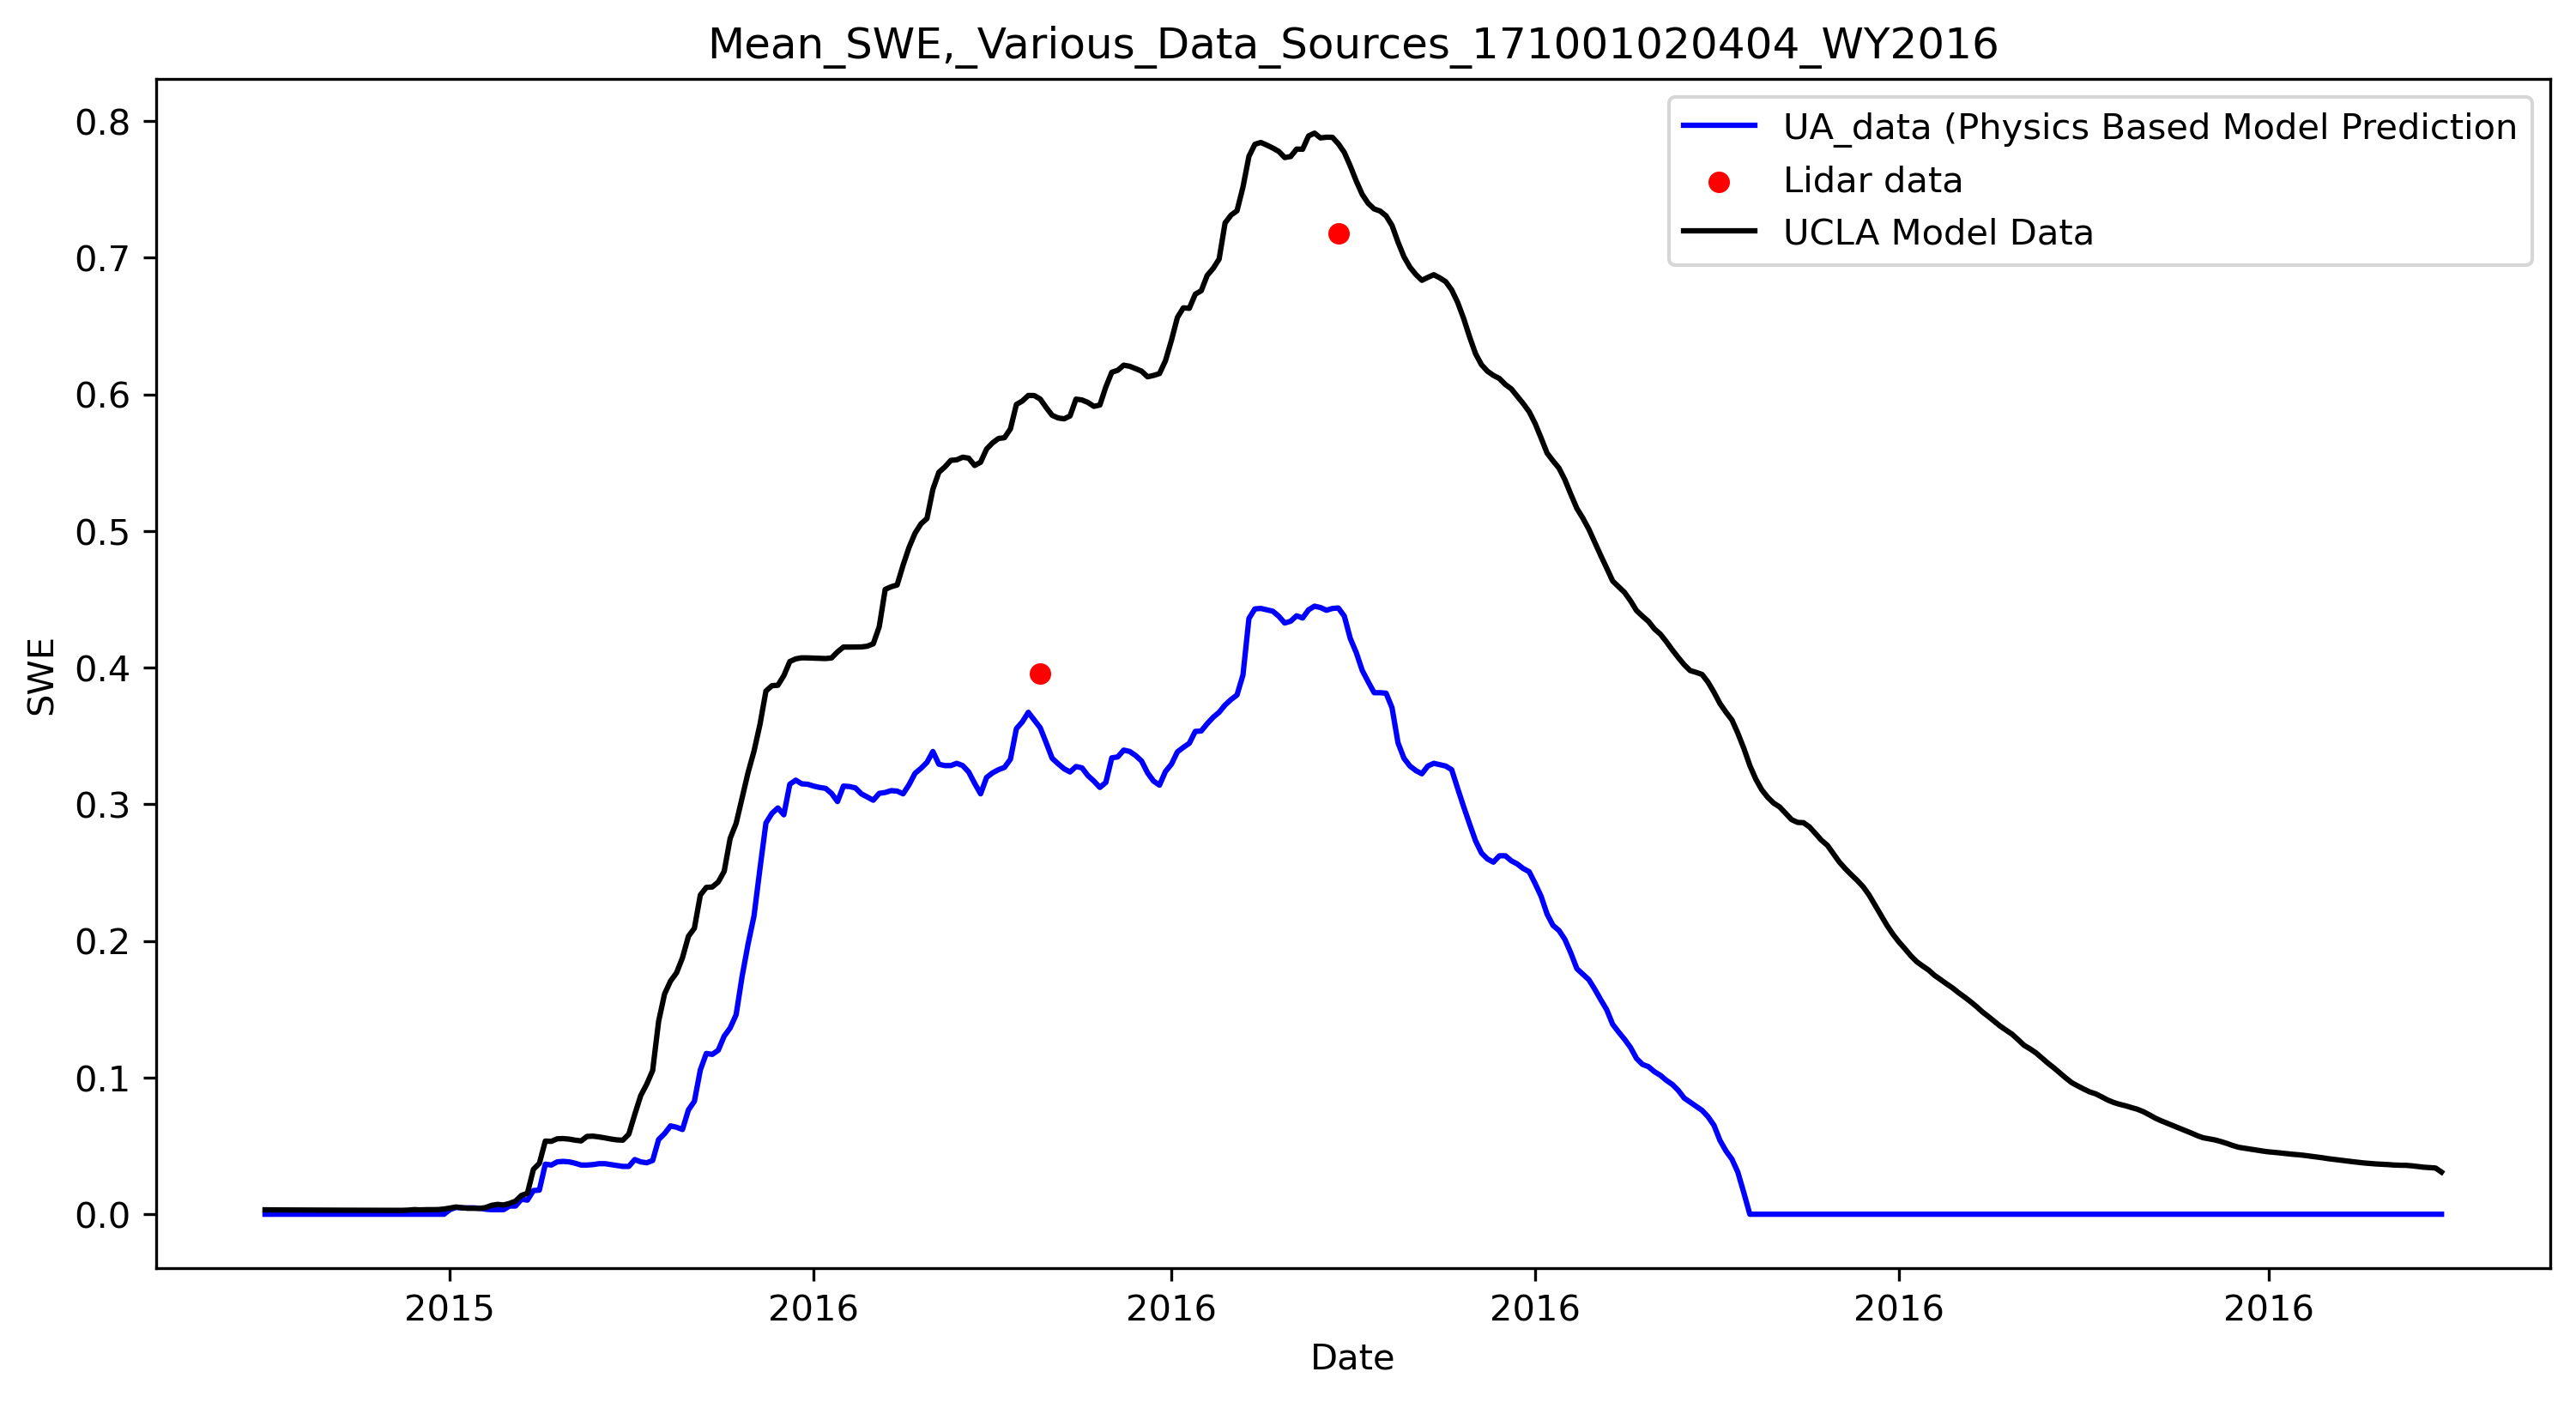 Mean_SWE,_Various_Data_Sources_171001020404_WY2016
UA_data (Physics Based Model Prediction
Lidar data
UCLA Model Data
SWE
0.8
0.7
0.6
0.5
0.4
0.3
0.2
0.1
0.0
2015 2016 2016 2016 2016 2016
Date